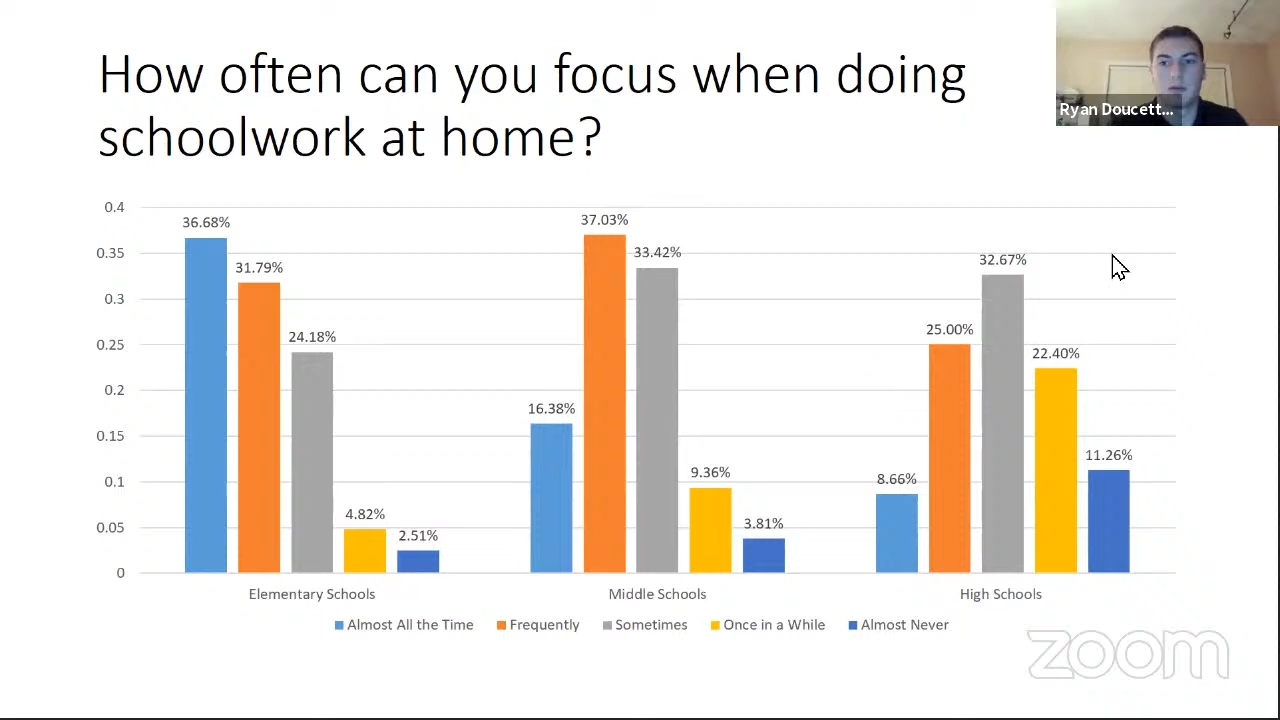 How often can you focus when doing
schoolwork at home?
Ryan Doucett...
0.4
0.35
0.3
0.25
0.2
0.15
0.1
0.05
0
36.68%
31.79%
24.18%
4.82%
2.51%
16.38%
37.03%
33.42%
9.36%
3.81%
8.66%
25.00%
32.67%
22.40%
11.26%
Elementary Schools
Middle Schools
High Schools
Almost All the Time
Frequently
Sometimes
Once in a While
Almost Never
zoom